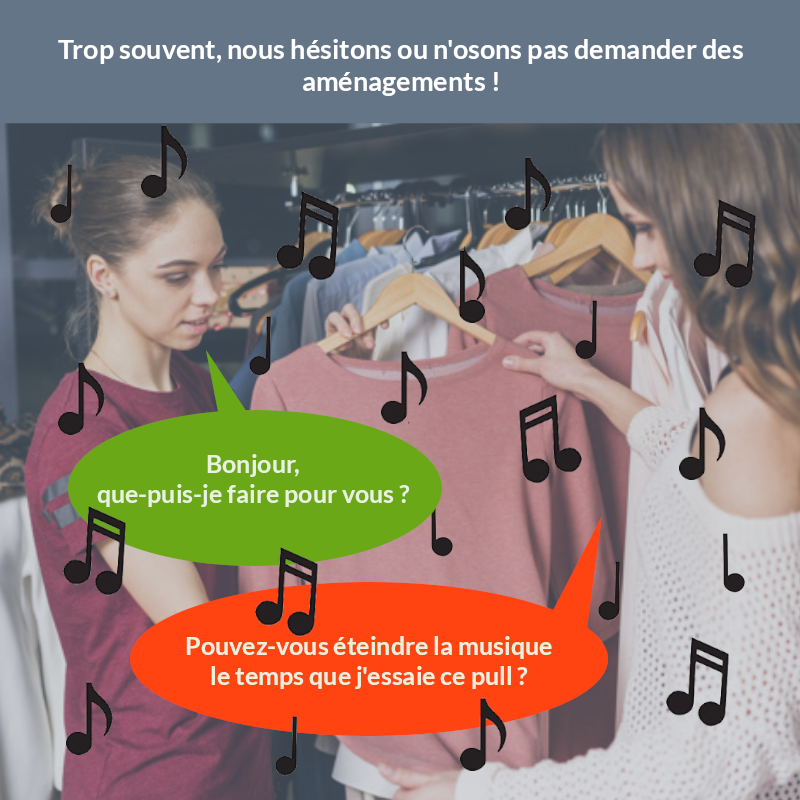 Trop souvent, nous hésitons ou n'osons pas demander des
aménagements !
Bonjour,
que-puis-je faire pour vous ?
Pouvez-vous éteindre la musique
le temps que j'essaie ce pull ?